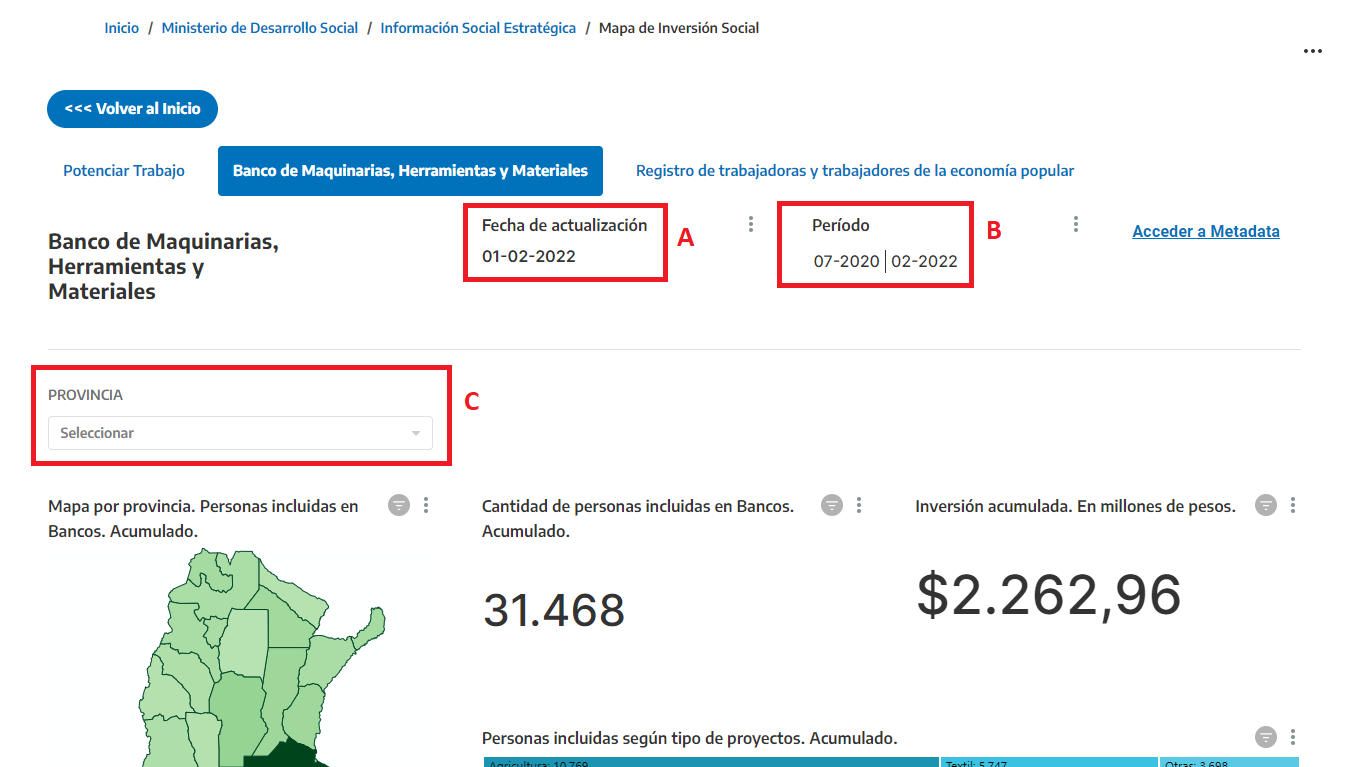 Inicio / Ministerio de Desarrollo Social / Información Social Estratégica / Mapa de Inversión Social
<<< Volver al Inicio
Potenciar Trabajo
Banco de Maquinarias, Herramientas y Materiales
Registro de trabajadoras y trabajadores de la economía popular
Banco de Maquinarias,
Herramientas y
Materiales
Fecha de actualización
01-02-2022
A
Período
07-2020 | 02-2022
B
Acceder a Metadata
PROVINCIA
Seleccionar
C
Mapa por provincia. Personas incluidas en
Bancos. Acumulado.
Cantidad de personas incluidas en Bancos.
Acumulado.
31.468
Inversión acumulada. En millones de pesos.
$2.262,96
Personas incluidas según tipo de proyectos. Acumulado.
Agricultura: 10.769
Textil: 5.747
Otras: 3.698